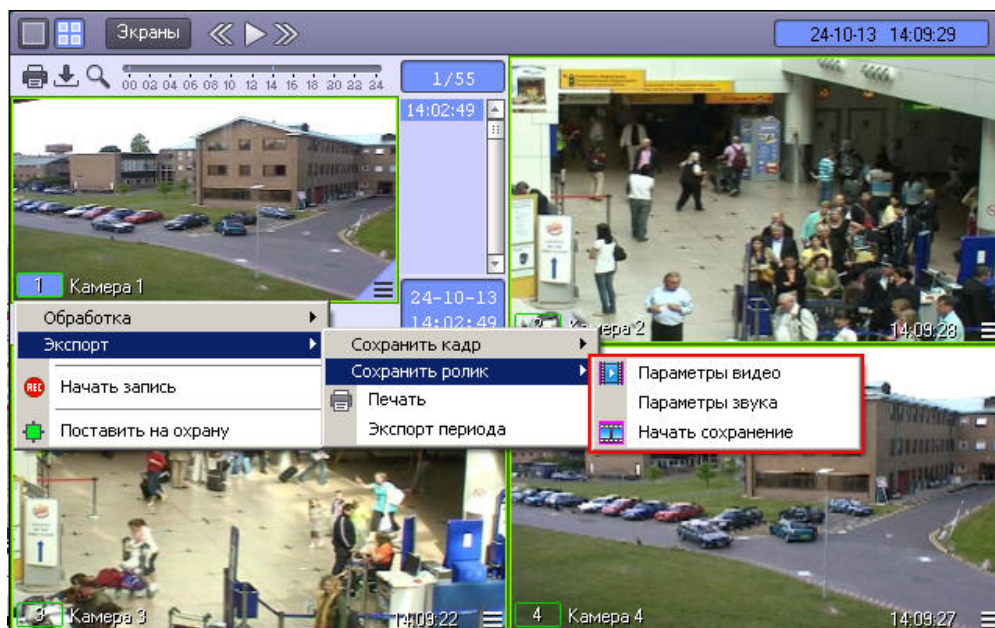 Экраны
24-10-13 14:09:29
00 02 04 06 08 10 12 14 16 18 20 22 24
1/55
14:02:49
1 Камера 1
24-10-13
14:02:49
2 Камера 2
14:09:28
Обработка
Экспорт
Начать запись
REC
Поставить на охрану
Сохранить кадр
Сохранить ролик
Печать
Экспорт периода
Параметры видео
Параметры звука
Начать сохранение
3 Камера 3
14:09:22
4 Камера 4
14:09:27